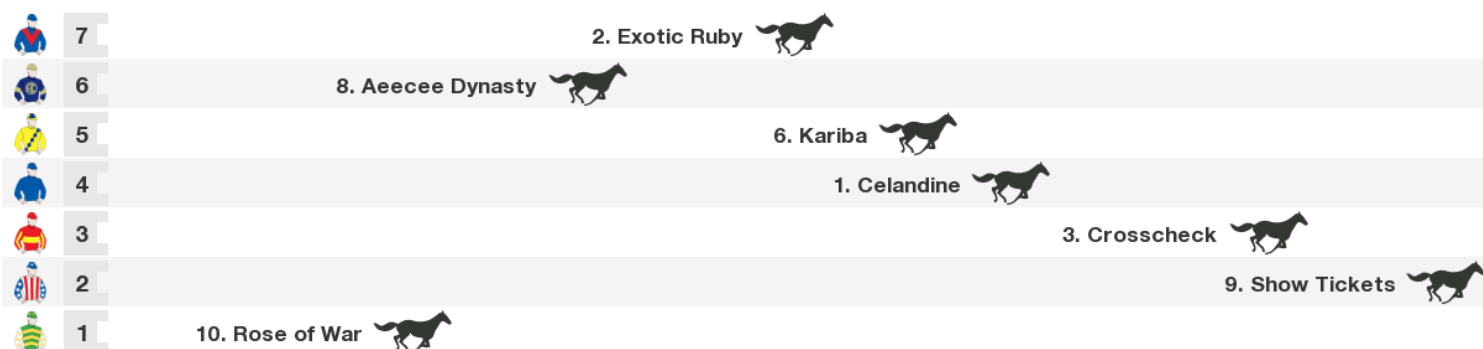 7 2. Exotic Ruby
6 8. Aeecee Dynasty
5 6. Kariba
4 1. Celandine
3 3. Crosscheck
2 9. Show Tickets
1 10. Rose of War